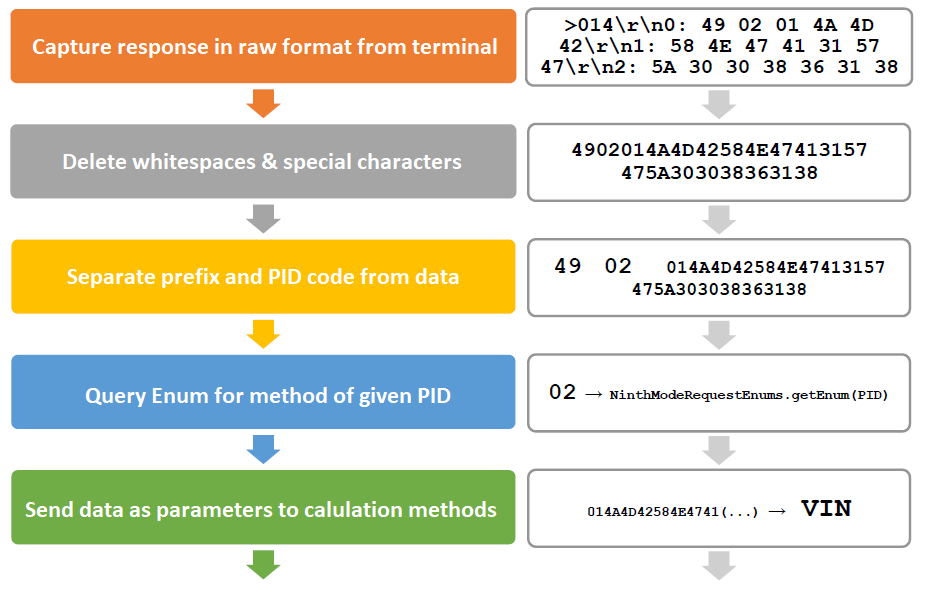 Capture response in raw format from terminal
>014\r\n0: 49 02 01 4A 4D
42\r\n1: 58 4E 47 41 31 57
47\r\n2: 5A 30 30 38 36 31 38
Delete whitespaces & special characters
4902014A4D42584E47413157
475A303038363138
Separate prefix and PID code from data
49 02 014A4D42584E47413157
475A303038363138
Query Enum for method of given PID
02 → NinthModeRequestEnums.getEnum(PID)
Send data as parameters to calulation methods
014A4D42584E4741(...) → VIN